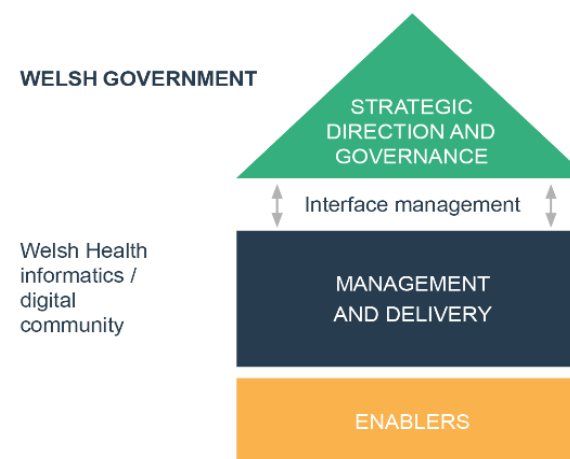 WELSH GOVERNMENT
STRATEGIC
DIRECTION AND
GOVERNANCE
Interface management
Welsh Health
informatics /
digital
community
MANAGEMENT
AND DELIVERY
ENABLERS